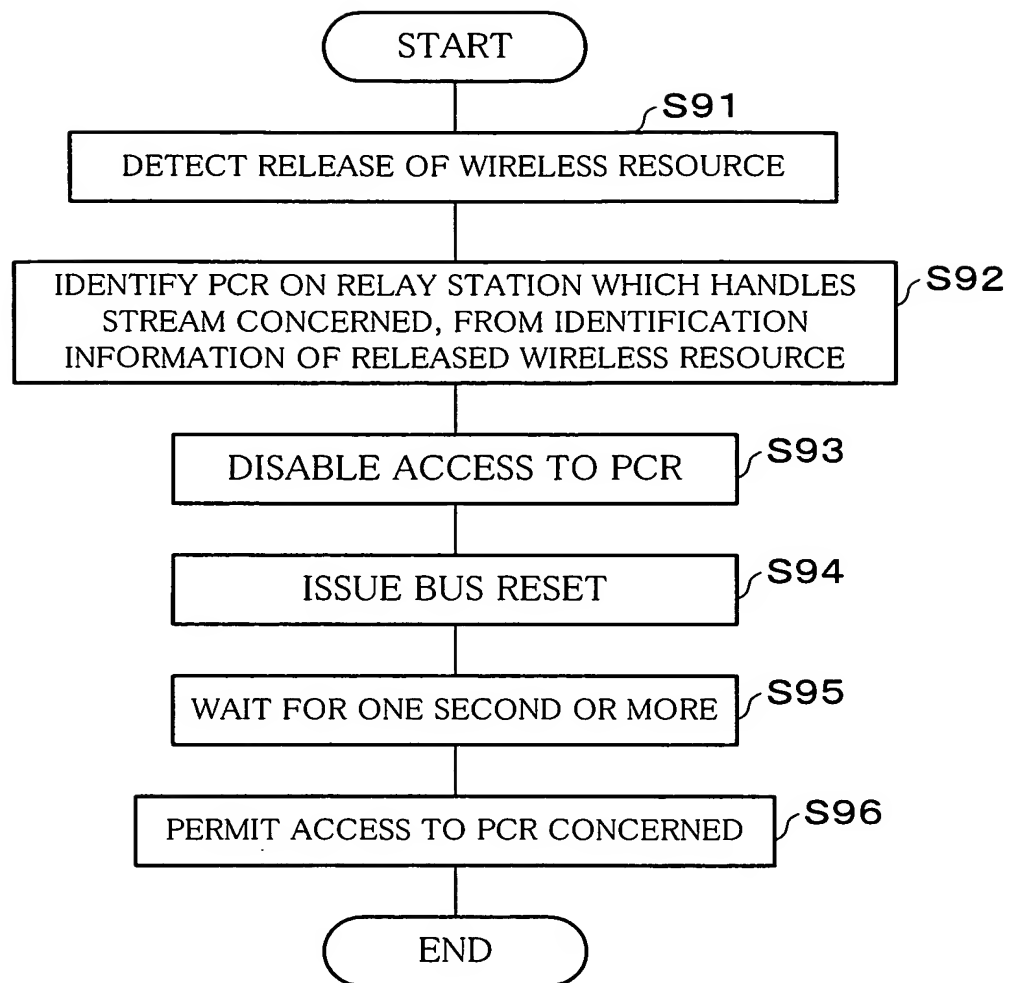 START
S91
DETECT RELEASE OF WIRELESS RESOURCE
S92
IDENTIFY PCR ON RELAY STATION WHICH HANDLES
STREAM CONCERNED, FROM IDENTIFICATION
INFORMATION OF RELEASED WIRELESS RESOURCE
S93
DISABLE ACCESS TO PCR
S94
ISSUE BUS RESET
S95
WAIT FOR ONE SECOND OR MORE
S96
PERMIT ACCESS TO PCR CONCERNED
END